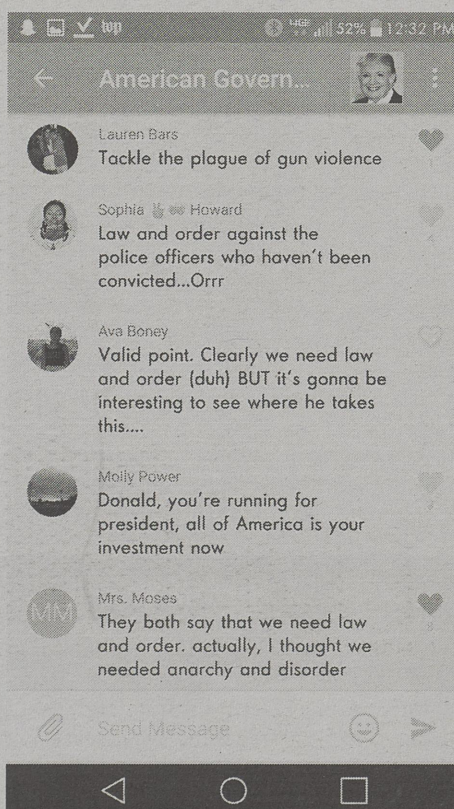 top 4GE 52% 12:32 PM
American Govern...
Lauren Bars
Tackle the plague of gun violence
Sophia Howard
Law and order against the
police officers who haven't been
convicted...Orrr
Ava Boney
Valid point. Clearly we need law
and order (duh) BUT it's gonna be
interesting to see where he takes
this....
Molly Power
Donald, you're running for
president, all of America is your
investment now
MM
Mrs. Moses
They both say that we need law
and order. actually, I thought we
needed anarchy and disorder
Send Message